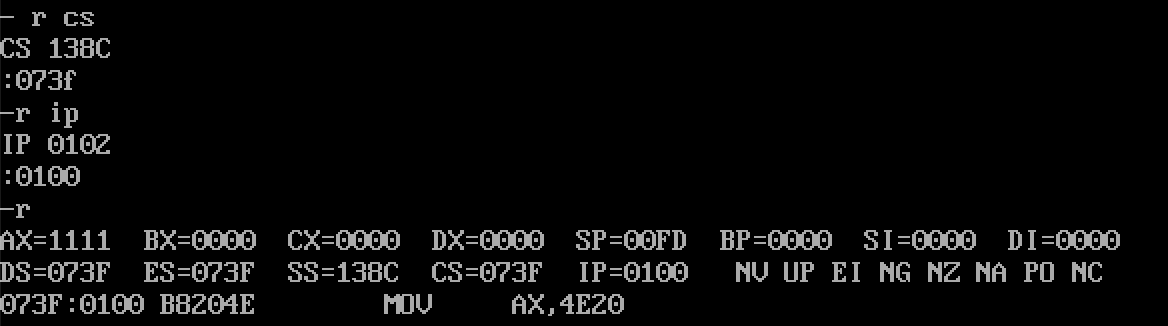 - r cs
CS 138C
:073f
-r ip
IP 0102
:0100
-r
AX=1111  BX=0000  CX=0000  DX=0000  SP=00FD  BP=0000  SI=0000  DI=0000
DS=073F  ES=073F  SS=138C  CS=073F  IP=0100   NV UP EI NG NZ NA PO NC
073F:0100 B8204E        MOV     AX,4E20